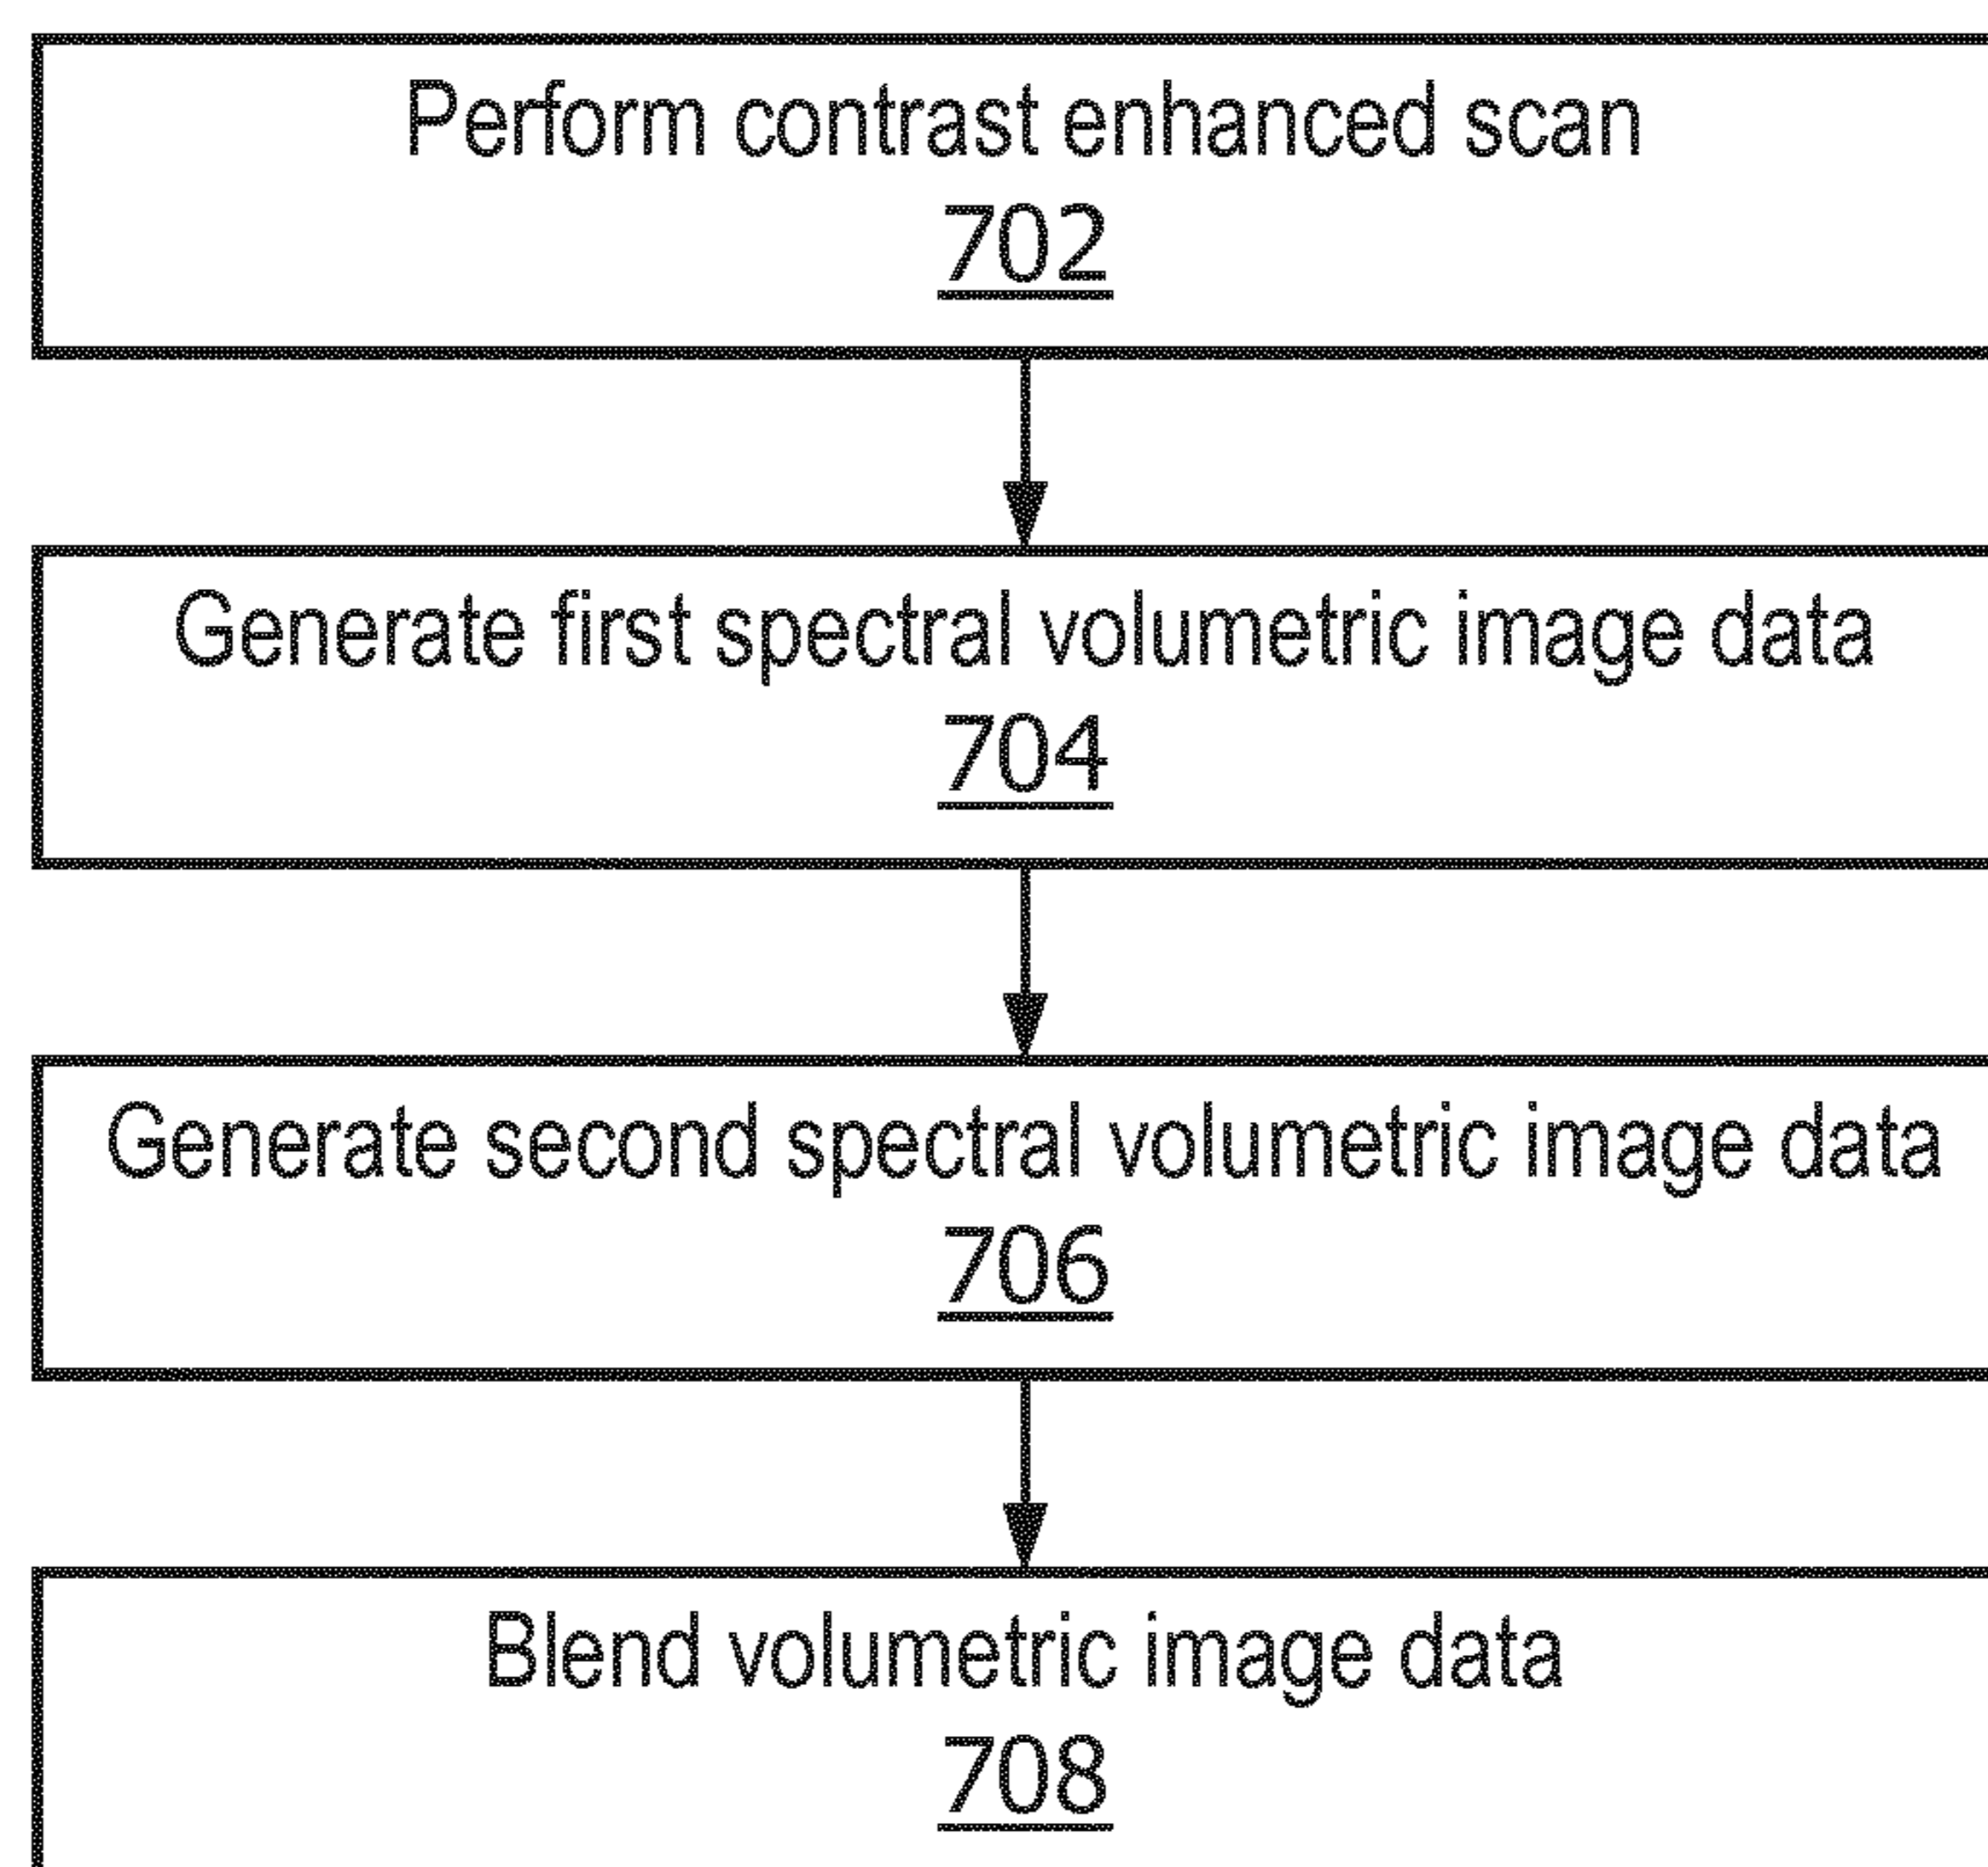 Perform contrast enhanced scan
702
Generate first spectral volumetric image data
704
Generate second spectral volumetric image data
706
Blend volumetric image data
708